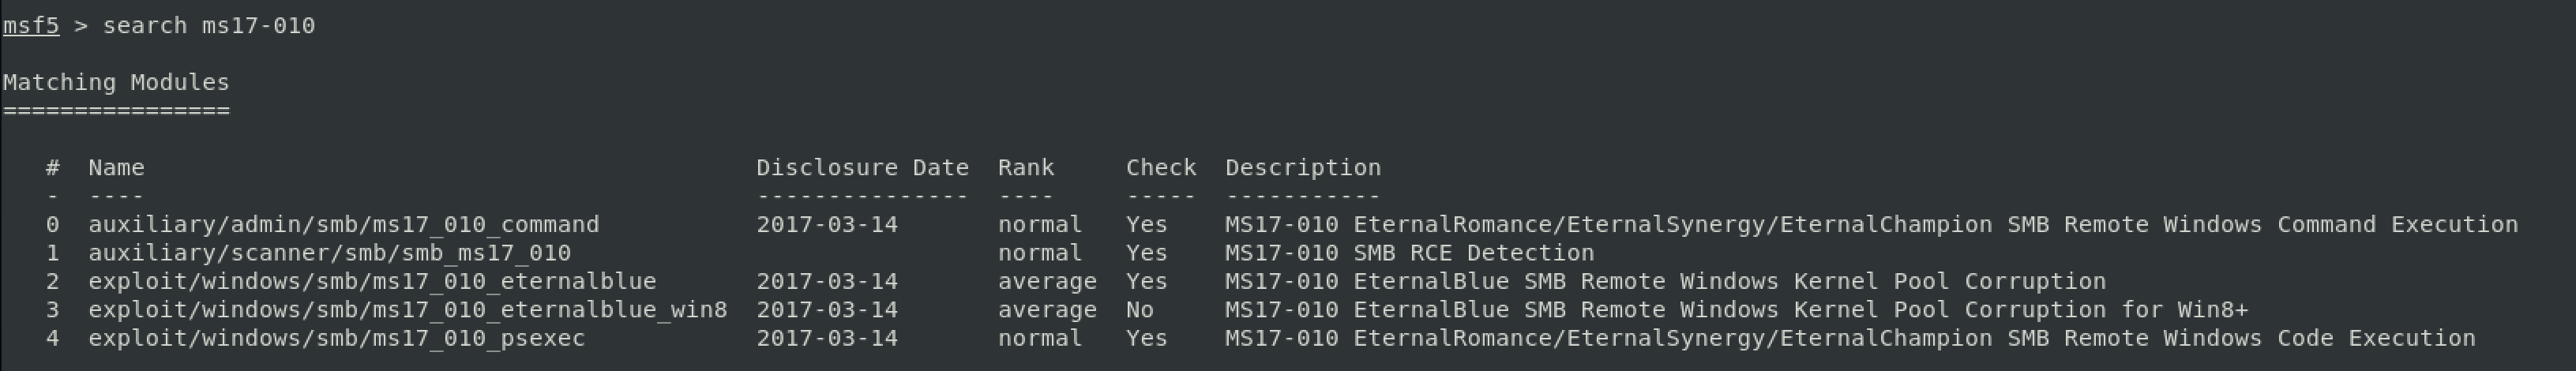 msf5 > search ms17-010
Matching Modules
================
#  Name                                           Disclosure Date  Rank     Check  Description
-  ----                                           ---------------  ----     -----  -----------
0  auxiliary/admin/smb/ms17_010_command           2017-03-14       normal   Yes    MS17-010 EternalRomance/EternalSynergy/EternalChampion SMB Remote Windows Command Execution
1  auxiliary/scanner/smb/smb_ms17_010                              normal   Yes    MS17-010 SMB RCE Detection
2  exploit/windows/smb/ms17_010_eternalblue       2017-03-14       average  Yes    MS17-010 EternalBlue SMB Remote Windows Kernel Pool Corruption
3  exploit/windows/smb/ms17_010_eternalblue_win8  2017-03-14       average  No     MS17-010 EternalBlue SMB Remote Windows Kernel Pool Corruption for Win8+
4  exploit/windows/smb/ms17_010_psexec            2017-03-14       normal   Yes    MS17-010 EternalRomance/EternalSynergy/EternalChampion SMB Remote Windows Code Execution